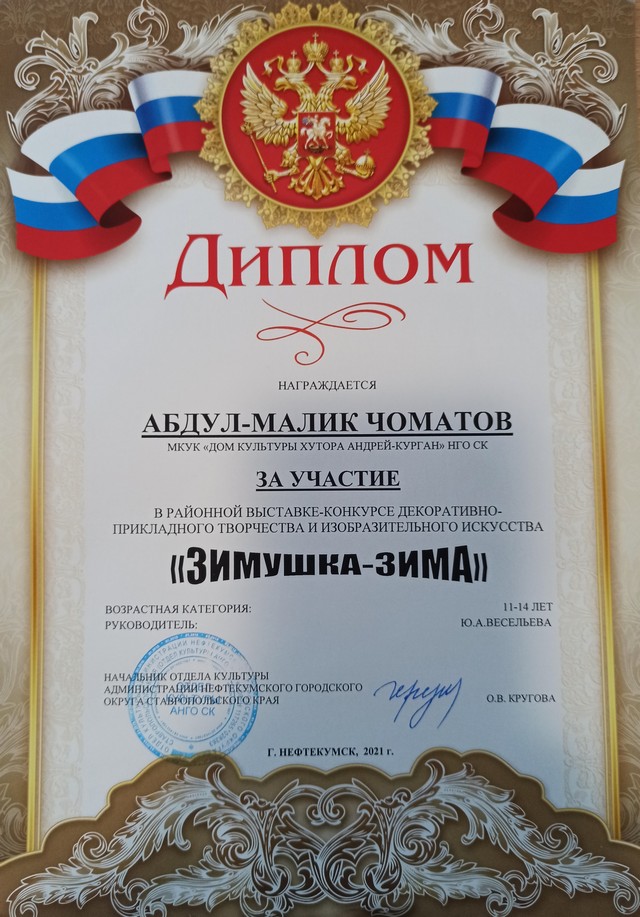 Диплом
НАГРАЖДАЕТСЯ
АБДУЛ-МАЛИК ЧОМАТОВ
МКУК «ДОМ КУЛЬТУРЫ ХУТОРА АНДРЕЙ-КУРГАН» НГО СК
ЗА УЧАСТИЕ
В РАЙОННОЙ ВЫСТАВКЕ-КОНКУРСЕ ДЕКОРАТИВНО-
ПРИКЛАДНОГО ТВОРЧЕСТВА И ИЗОБРАЗИТЕЛЬНОГО ИСКУССТВА
«ЗИМУШКА-ЗИМА»
ВОЗРАСТНАЯ КАТЕГОРИЯ: 11-14 ЛЕТ
РУКОВОДИТЕЛЬ: Ю.А.ВЕСЕЛЬЕВА
НАЧАЛЬНИК ОТДЕЛА КУЛЬТУРЫ
АДМИНИСТРАЦИИ НЕФТЕКУМСКОГО ГОРОДСКОГО
ОКРУГА СТАВРОПОЛЬСКОГО КРАЯ О.В. КРУГОВА
АНГО СК
Г. НЕФТЕКУМСК, 2021 г.